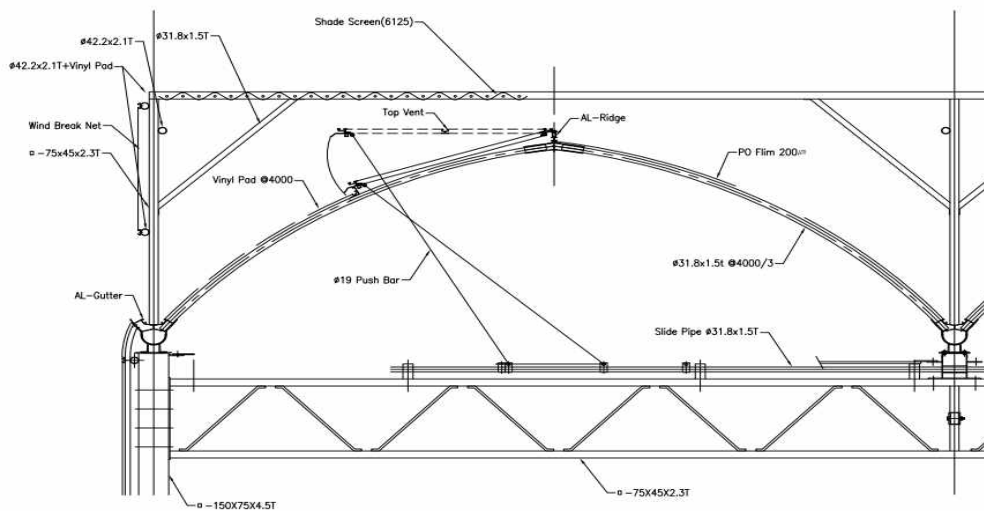 Shade Screen(6125)
ø31.8x1.5T
ø42.2x2.1T
ø42.2x2.1T+Vinyl Pad
Top Vent
AL-Ridge
Wind Break Net
¤ -75x45x2.3T
PO Flim 200㎛
Vinyl Pad @4000
ø31.8x1.5t @4000/3
ø19 Push Bar
AL-Gutter
Slide Pipe ø31.8x1.5T
¤ -75X45X2.3T
¤ -150X75X4.5T